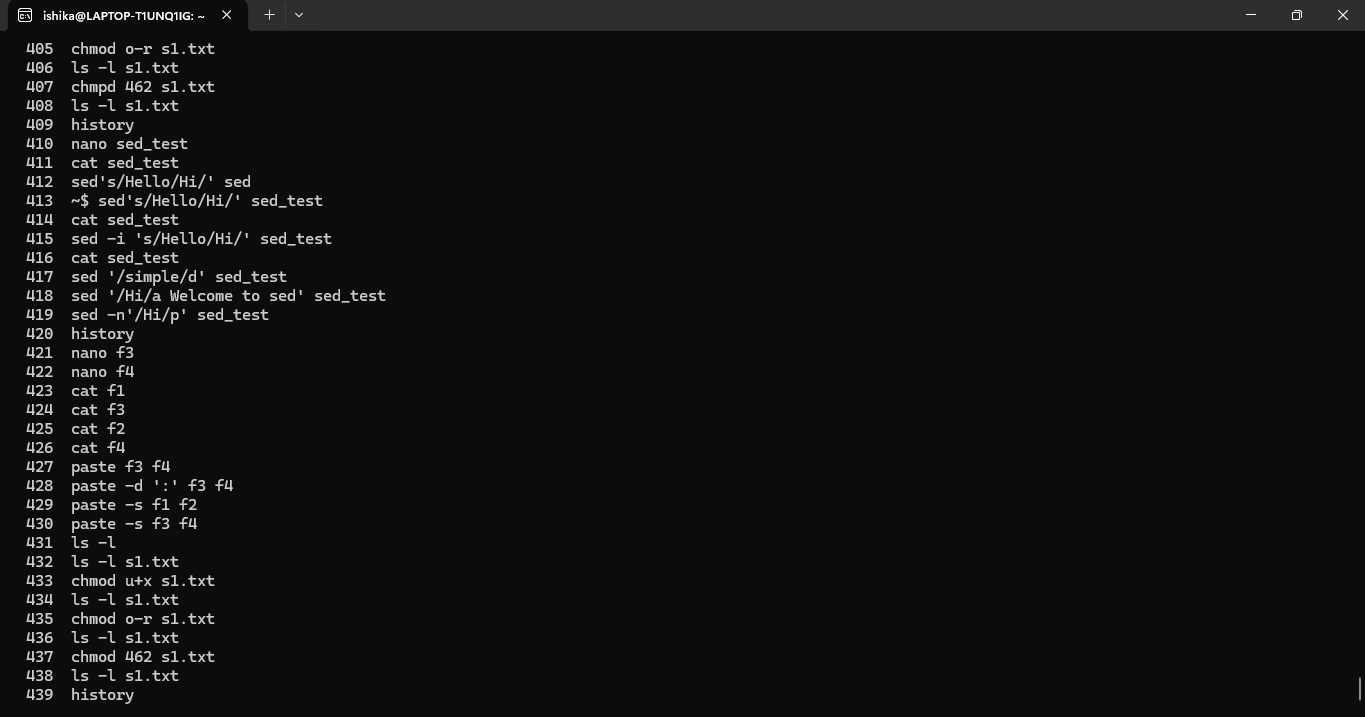 ishika@LAPTOP-T1UNQ1IG: ~
405 chmod o-r s1.txt
406 ls -l s1.txt
407 chmpd 462 s1.txt
408 ls -l s1.txt
409 history
410 nano sed_test
411 cat sed_test
412 sed's/Hello/Hi/' sed
413 ~$ sed's/Hello/Hi/' sed_test
414 cat sed_test
415 sed -i 's/Hello/Hi/' sed_test
416 cat sed_test
417 sed '/simple/d' sed_test
418 sed '/Hi/a Welcome to sed' sed_test
419 sed -n'/Hi/p' sed_test
420 history
421 nano f3
422 nano f4
423 cat f1
424 cat f3
425 cat f2
426 cat f4
427 paste f3 f4
428 paste -d ':' f3 f4
429 paste -s f1 f2
430 paste -s f3 f4
431 ls -l
432 ls -l s1.txt
433 chmod u+x s1.txt
434 ls -l s1.txt
435 chmod o-r s1.txt
436 ls -l s1.txt
437 chmod 462 s1.txt
438 ls -l s1.txt
439 history